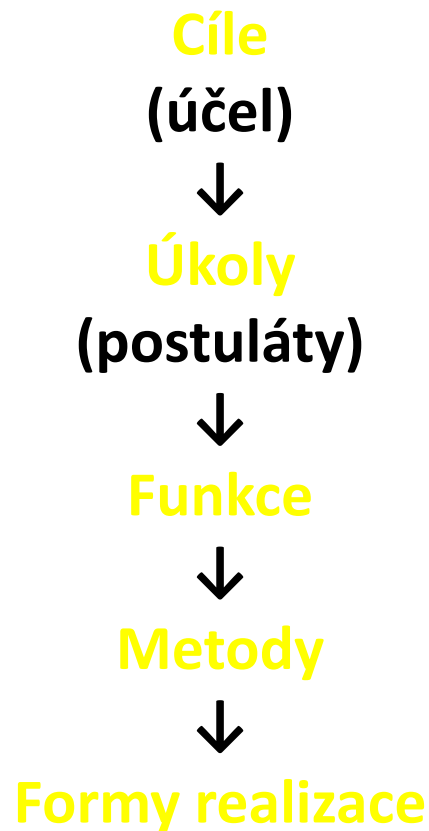 Cíle
(účel)
↓
Úkoly
(postuláty)
↓
Funkce
↓
Metody
↓
Formy realizace